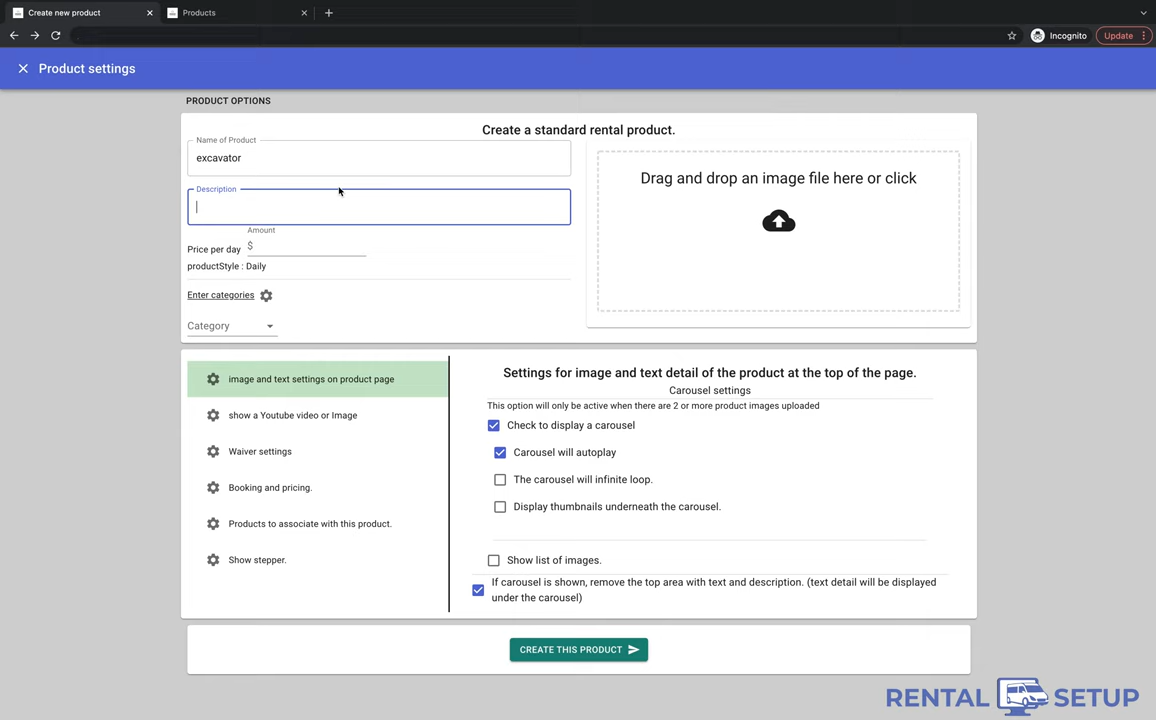 Create new product
Products
Incognito
Update
Product settings
PRODUCT OPTIONS
Create a standard rental product.
Name of Product
excavator
Description
Amount
Price per day $
productStyle : Daily
Enter categories
Category
Drag and drop an image file here or click
image and text settings on product page
show a Youtube video or Image
Waiver settings
Booking and pricing.
Products to associate with this product.
Show stepper.
Settings for image and text detail of the product at the top of the page.
Carousel settings
This option will only be active when there are 2 or more product images uploaded
Check to display a carousel
Carousel will autoplay
The carousel will infinite loop.
Display thumbnails underneath the carousel.
Show list of images.
If carousel is shown, remove the top area with text and description. (text detail will be displayed
under the carousel)
CREATE THIS PRODUCT
RENTAL SETUP